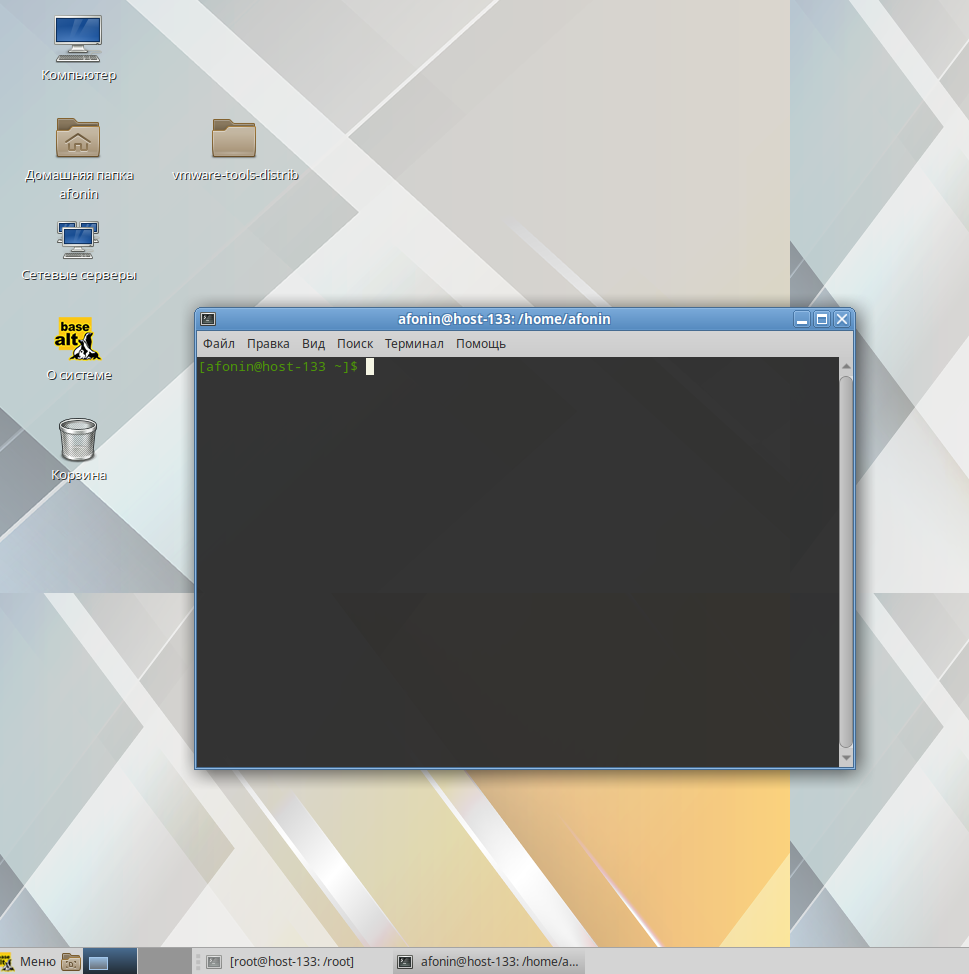 Компьютер
Домашняя папка
afonin
vmware-tools-distrib
Сетевые серверы
base
alt
О системе
Корзина
afonin@host-133: /home/afonin
Файл Правка Вид Поиск Терминал Помощь
[afonin@host-133 ~]$
Меню
[root@host-133: /root]
afonin@host-133: /home/a...